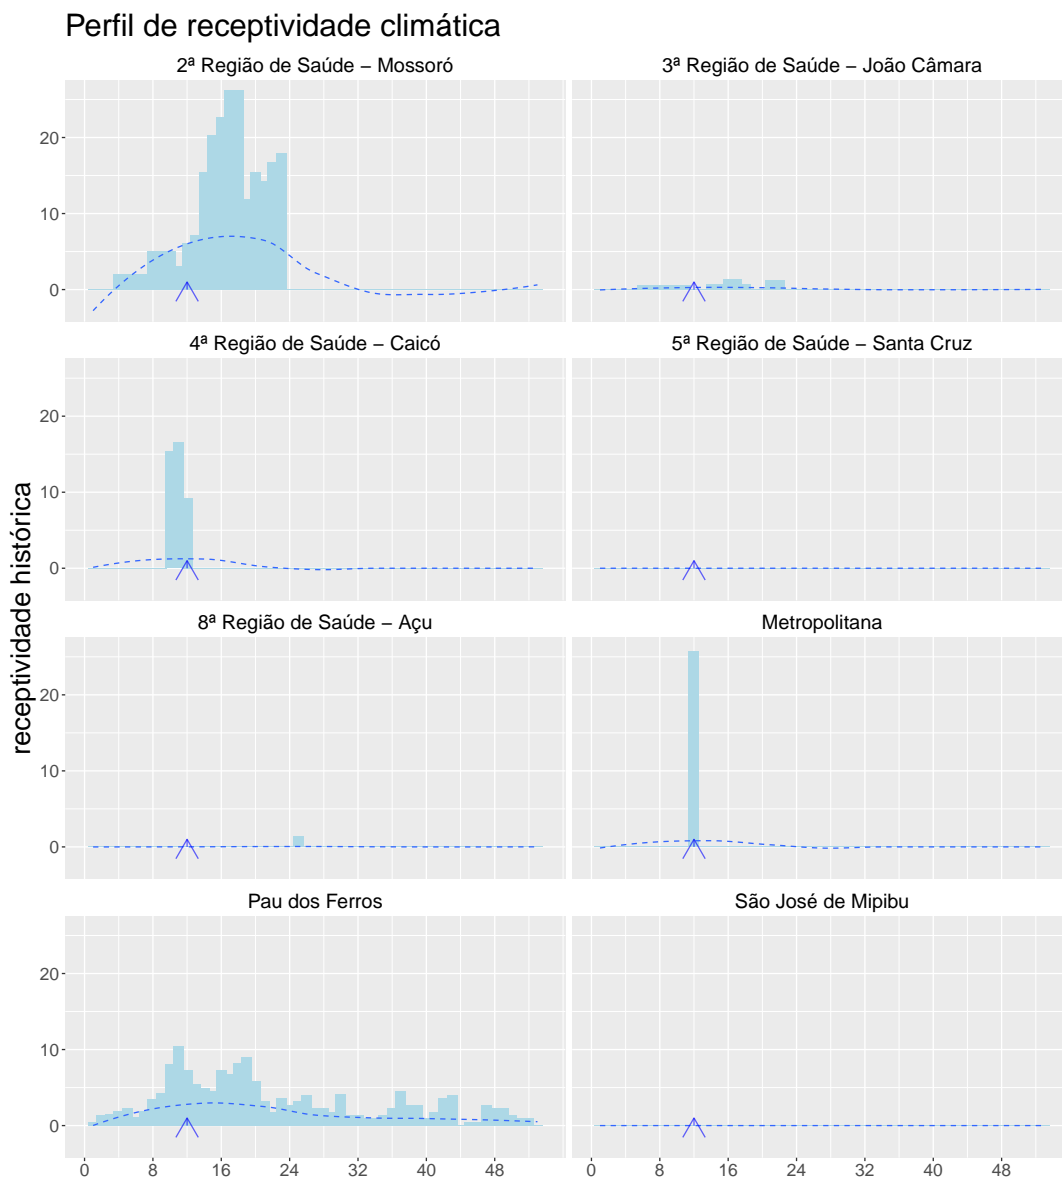 Perfil de receptividade climática
2ª Região de Saúde – Mossoró
3ª Região de Saúde – João Câmara
20
10
0
4ª Região de Saúde – Caicó
5ª Região de Saúde – Santa Cruz
20
10
0
receptividade histórica
8ª Região de Saúde – Açu
Metropolitana
20
10
0
Pau dos Ferros
São José de Mipibu
20
10
0
0 8 16 24 32 40 48
0 8 16 24 32 40 48